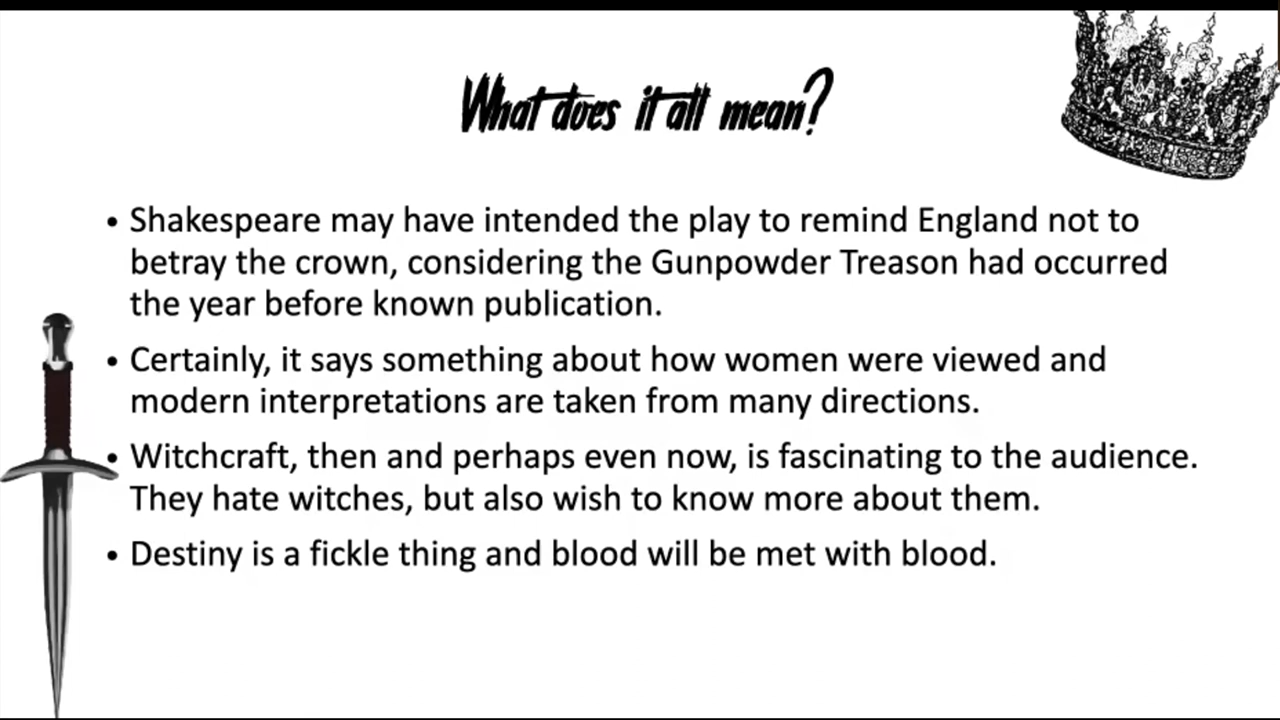 What does it all mean?
• Shakespeare may have intended the play to remind England not to
betray the crown, considering the Gunpowder Treason had occurred
the year before known publication.
• Certainly, it says something about how women were viewed and
modern interpretations are taken from many directions.
• Witchcraft, then and perhaps even now, is fascinating to the audience.
They hate witches, but also wish to know more about them.
• Destiny is a fickle thing and blood will be met with blood.